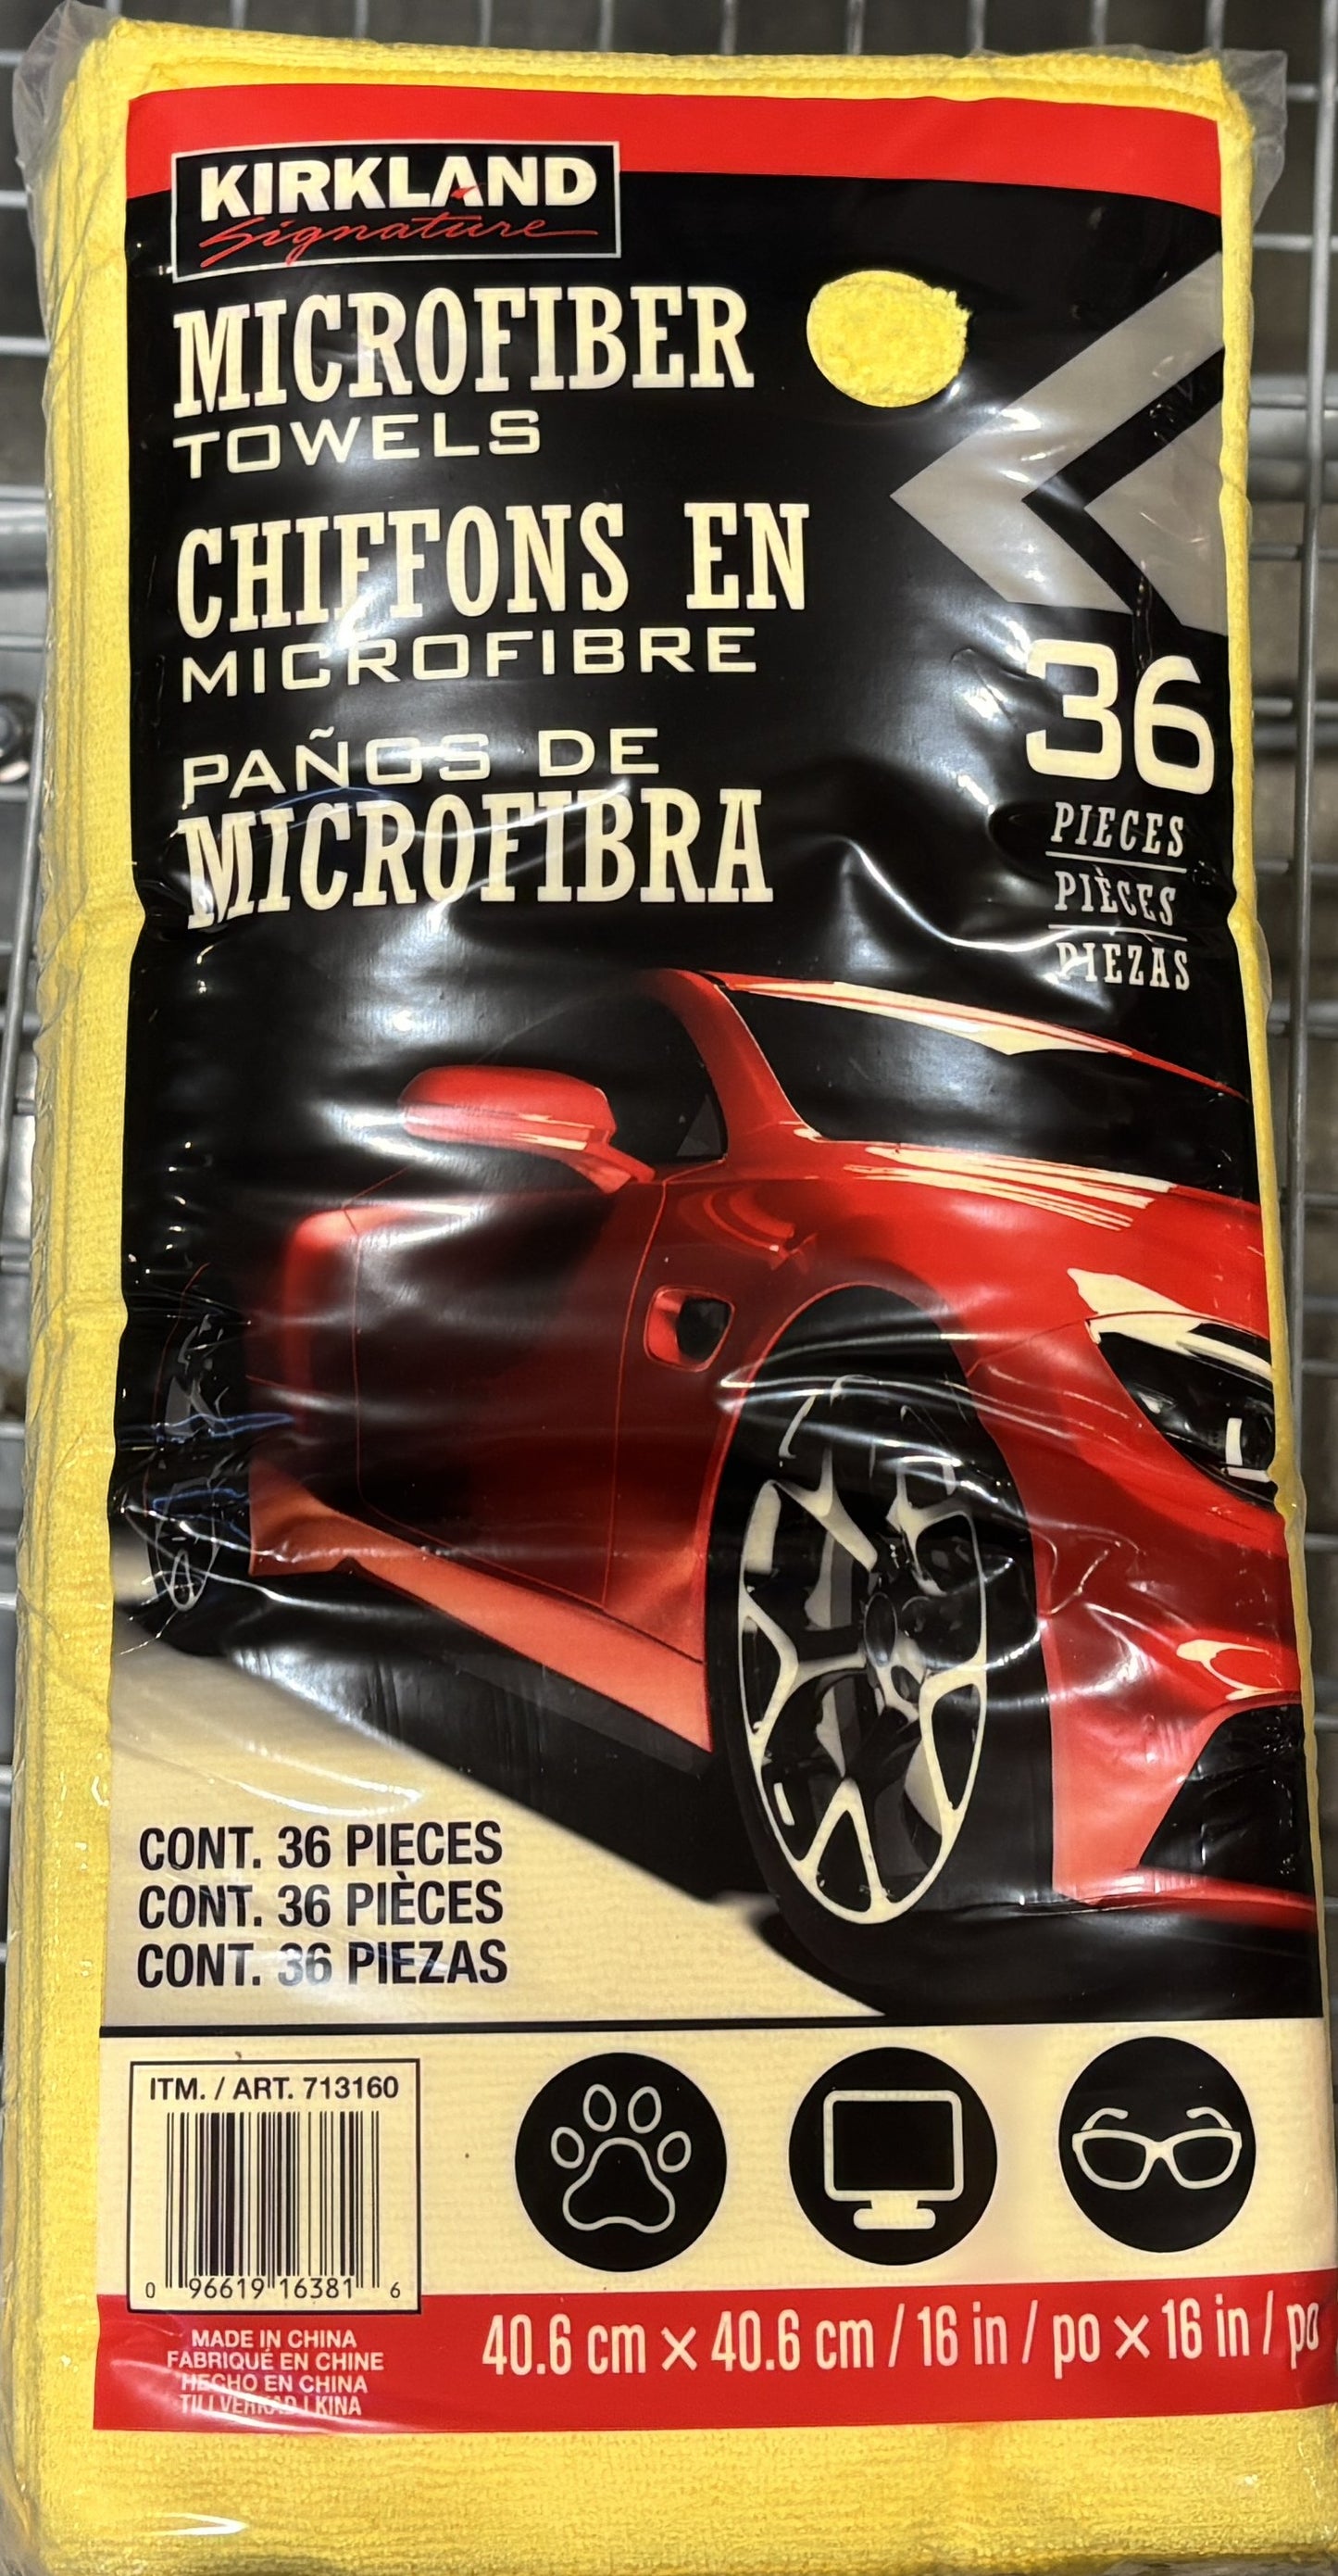 KIRKLAND
Signature
MICROFIBER
TOWELS
CHIFFONS EN
MICROFIBRE
PAÑOS DE
MICROFIBRA
36
PIECES
PIÈCES
PIEZAS
CONT. 36 PIECES
CONT. 36 PIÈCES
CONT. 36 PIEZAS
ITM. / ART. 713160
0 96619 16381 6
MADE IN CHINA
FABRIQUÉ EN CHINE
HECHO EN CHINA
TILLVERKAD I KINA
40.6 cm × 40.6 cm / 16 in / po × 16 in / po